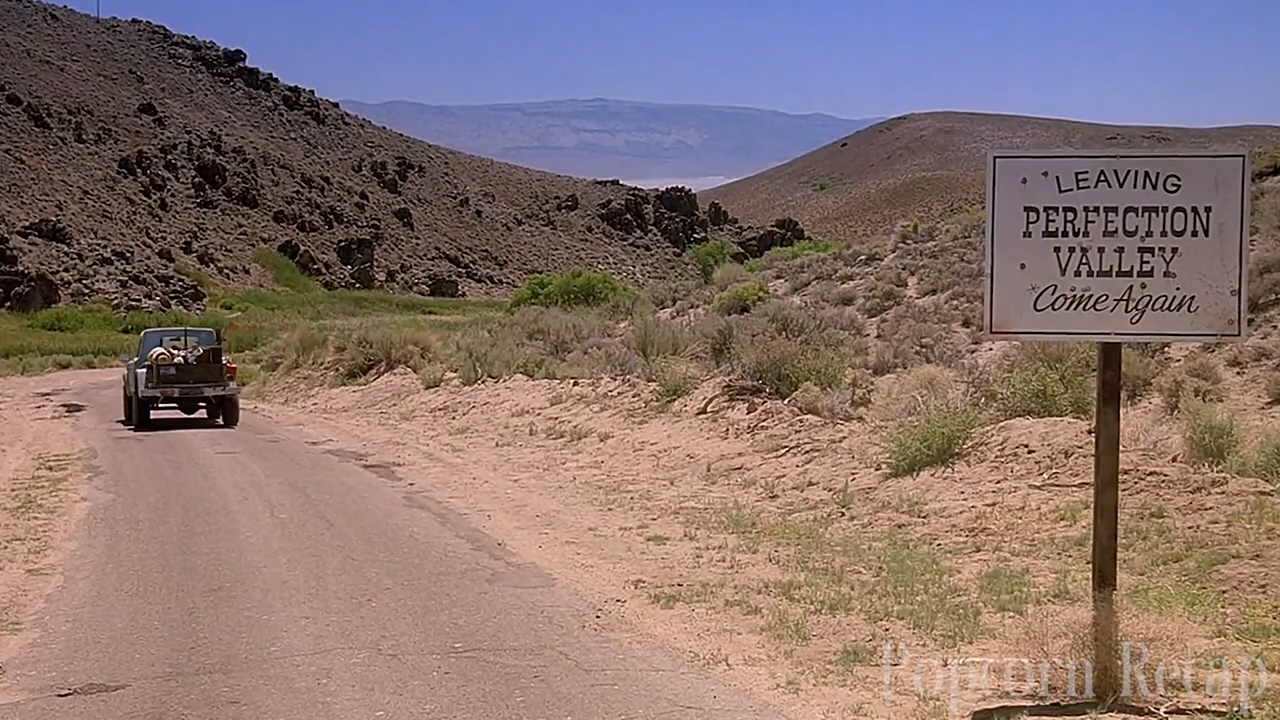 LEAVING
PERFECTION
VALLEY
Come Again
Popcorn Recap